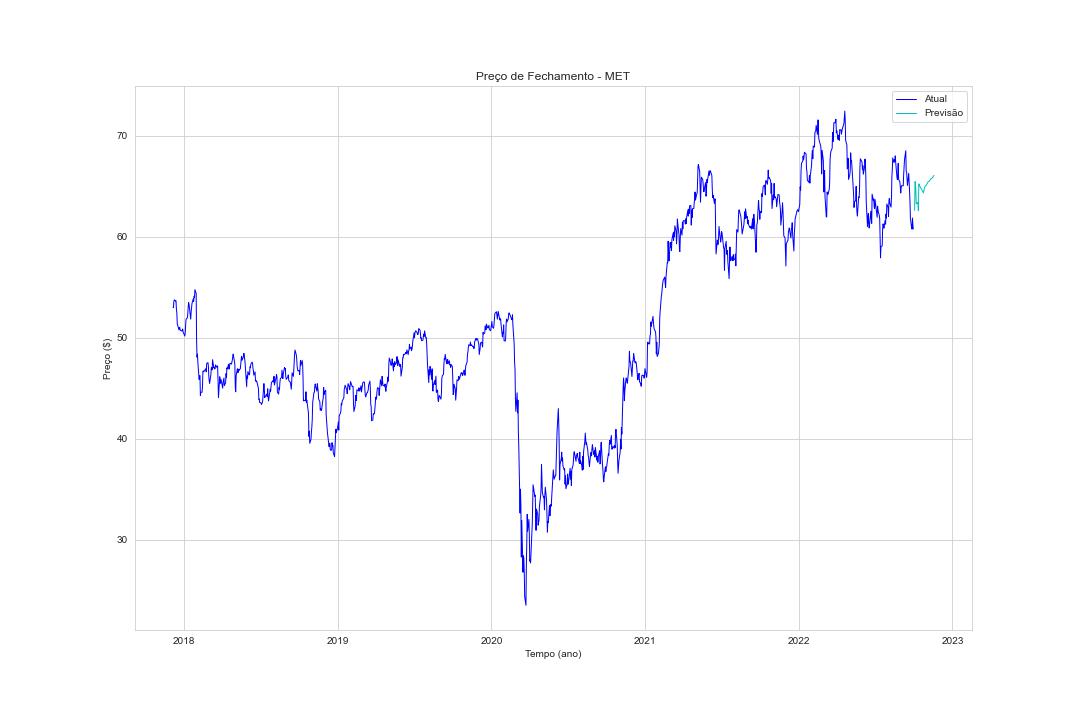 Preço de Fechamento - MET
Atual
Previsão
70
60
50
40
30
Preço ($)
2018 2019 2020 2021 2022 2023
Tempo (ano)